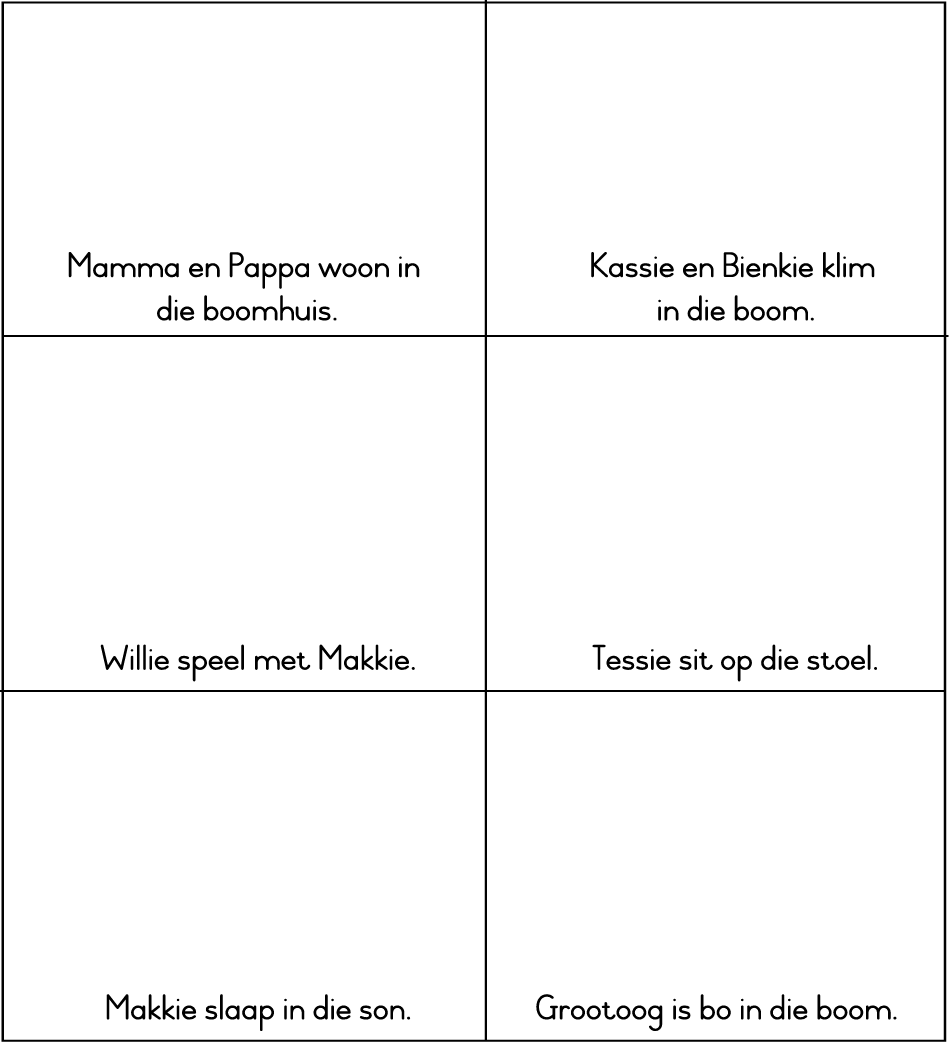 Mamma en Pappa woon in
die boomhuis.
Kassie en Bienkie klim
in die boom.
Willie speel met Makkie.
Tessie sit op die stoel.
Makkie slaap in die son.
Grootoog is bo in die boom.